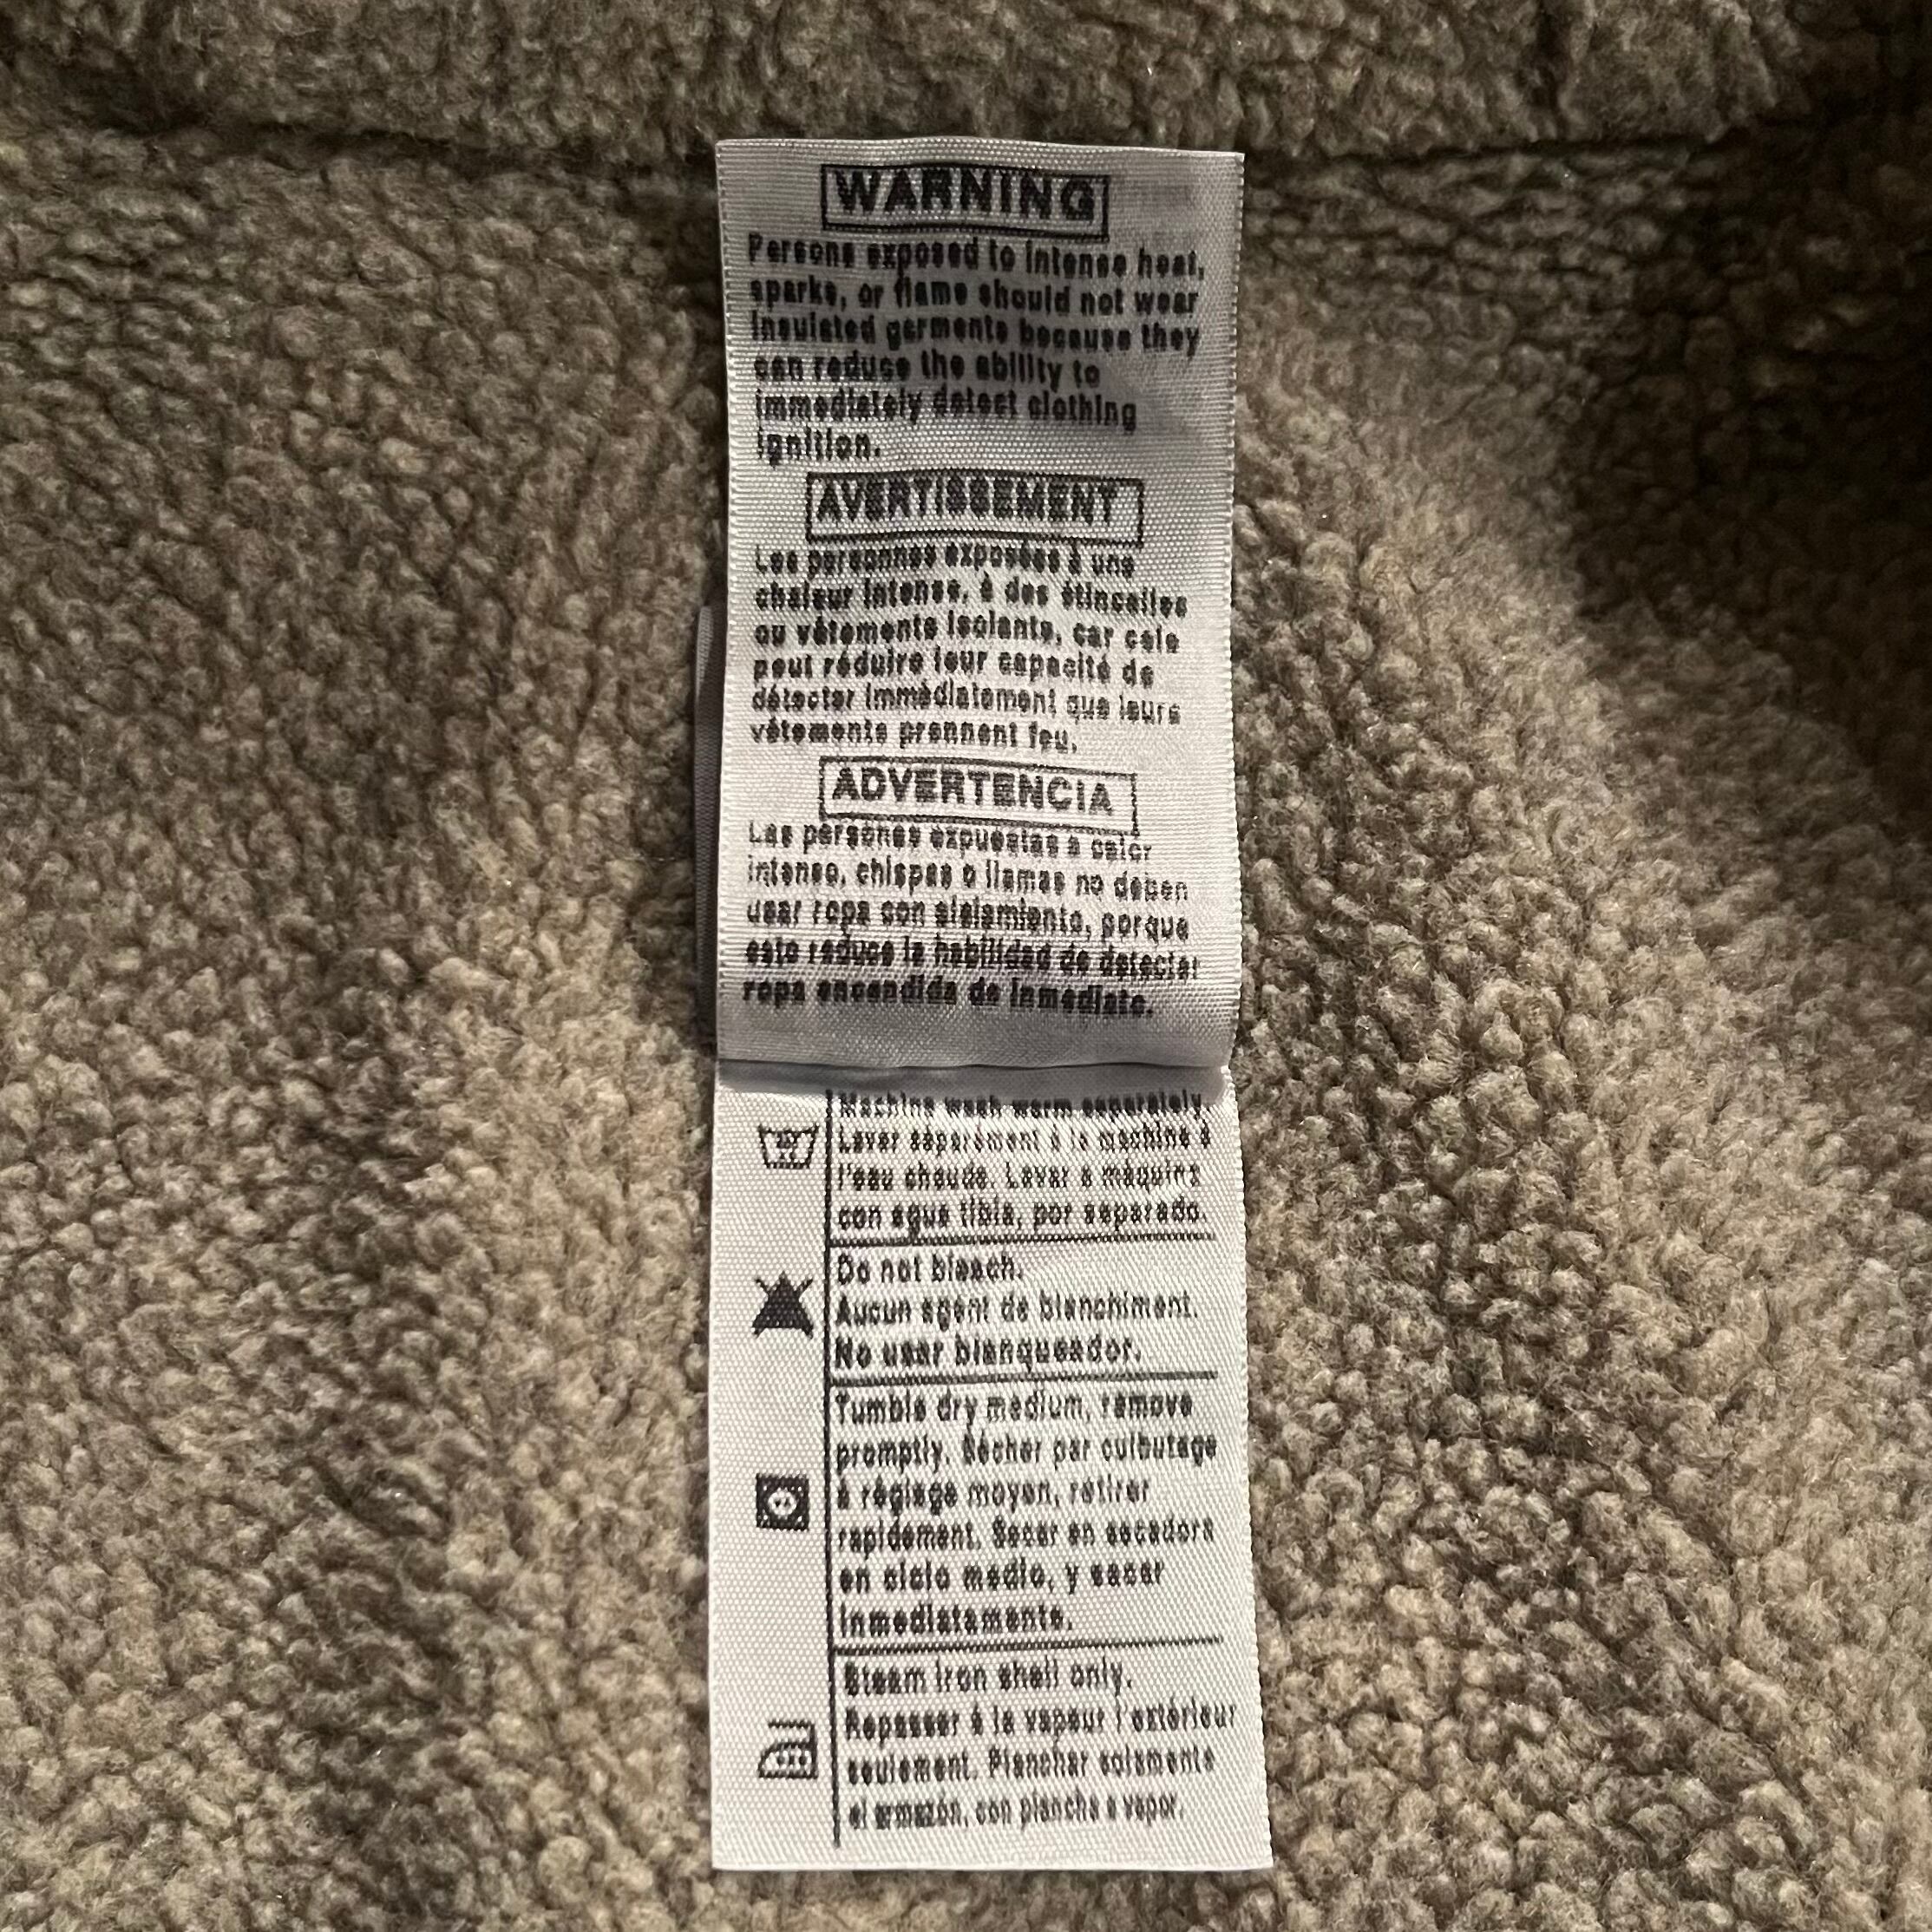 WARNING
Persons exposed to intense heat,
sparks, or flame should not wear
insulated garments because they
can reduce the ability to
immediately detect clothing
ignition.
AVERTISSEMENT
Les personnes exposées à une
chaleur intense, à des étincelles
ou vêtements isolants, car cele
peut réduire leur capacité de
détecter immédiatement que leurs
vêtements prennent feu.
ADVERTENCIA
Las persones expuestas a calor
intenso, chispas o llamas no deben
usar ropa con aislamiento, porque
esto reduce la habilidad de detectar
ropa encendida de inmediato.
Machine wash warm separately.
Laver séparément à la machine à
l'eau chaude. Lavar a máquina
con agua tibia, por separado.
Do not bleach.
Aucun agent de blanchiment.
No usar blanqueador.
Tumble dry medium, remove
promptly. Sécher par culbutage
à réglage moyen, retirer
rapidement. Secar en secadora
en ciclo medio, y sacar
inmediatamente.
Steam iron shell only.
Repasser à la vapeur l'extérieur
seulement. Planchar solamente
el armazón, con plancha a vapor.